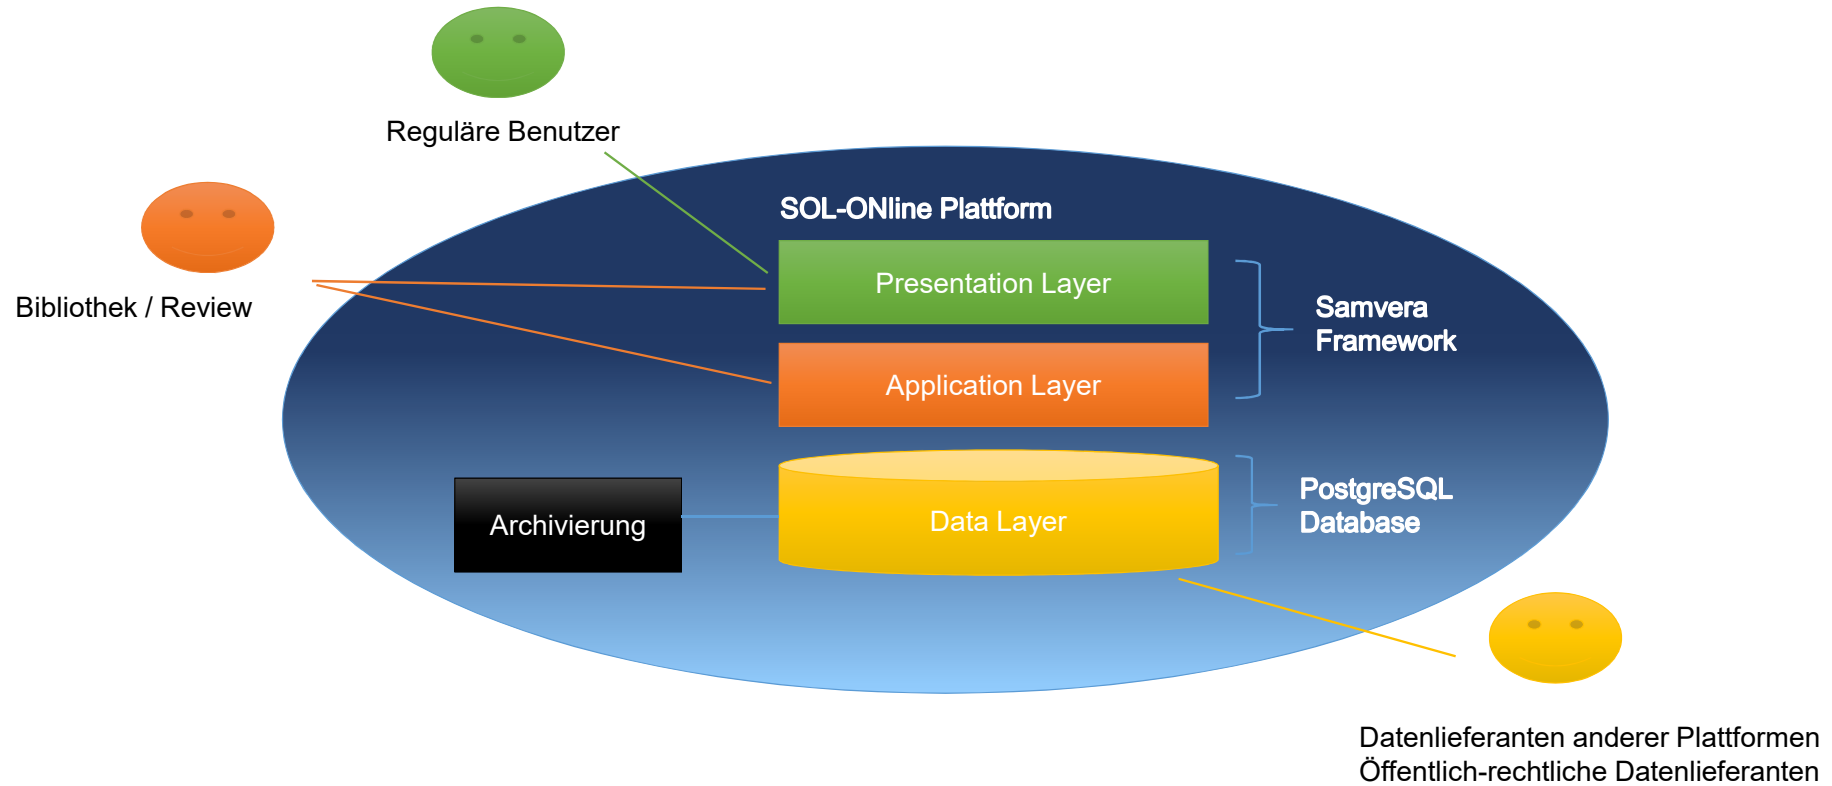 Reguläre Benutzer
SOL-ONline Plattform
Presentation Layer
Bibliothek / Review
Samvera
Framework
Application Layer
PostgreSQL
Database
Archivierung
Data Layer
Datenlieferanten anderer Plattformen
Öffentlich-rechtliche Datenlieferanten